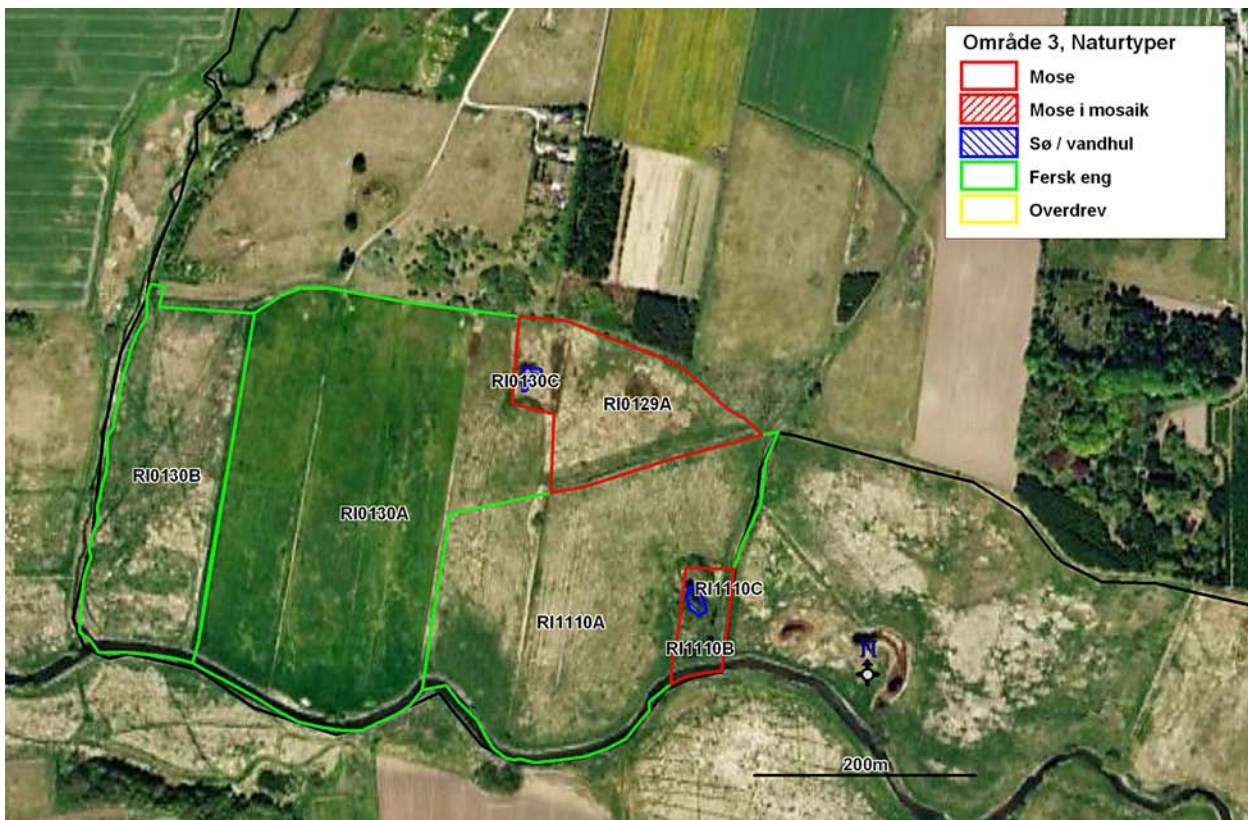 Område 3, Naturtyper
Mose
Mose i mosaik
Sø / vandhul
Fersk eng
Overdrev
RI0130C
RI0129A
RI0130B
RI0130A
RI1110C
RI1110A
RI1110B
N
200m